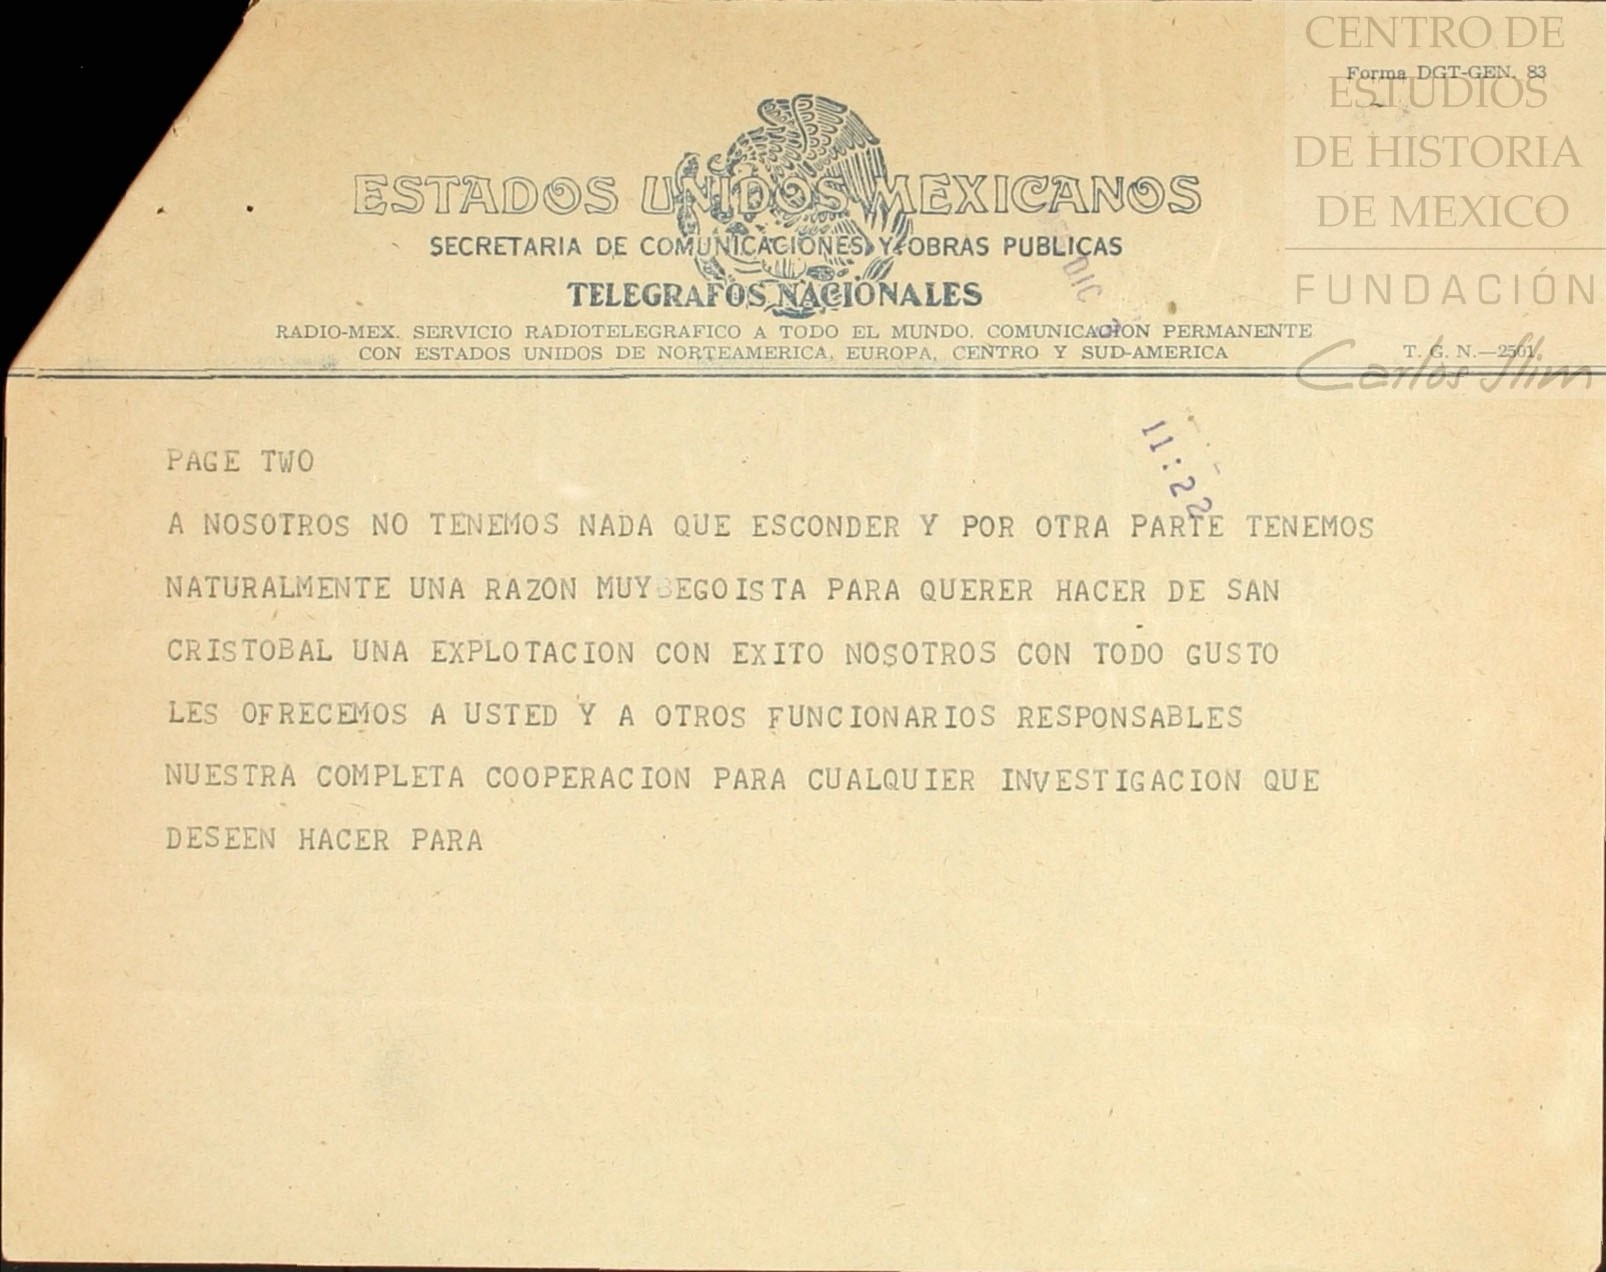 CENTRO DE
ESTUDIOS
DE HISTORIA
DE MEXICO
FUNDACIÓN
Carlos Slim
Forma DGT-GEN. 83
ESTADOS UNIDOS MEXICANOS
SECRETARIA DE COMUNICACIONES Y OBRAS PUBLICAS
TELEGRAFOS NACIONALES
RADIO-MEX. SERVICIO RADIOTELEGRAFICO A TODO EL MUNDO. COMUNICACION PERMANENTE
CON ESTADOS UNIDOS DE NORTEAMERICA, EUROPA, CENTRO Y SUD-AMERICA
T. G. N.—2501
DIC
11:22
PAGE TWO
A NOSOTROS NO TENEMOS NADA QUE ESCONDER Y POR OTRA PARTE TENEMOS
NATURALMENTE UNA RAZON MUY EGOISTA PARA QUERER HACER DE SAN
CRISTOBAL UNA EXPLOTACION CON EXITO NOSOTROS CON TODO GUSTO
LES OFRECEMOS A USTED Y A OTROS FUNCIONARIOS RESPONSABLES
NUESTRA COMPLETA COOPERACION PARA CUALQUIER INVESTIGACION QUE
DESEEN HACER PARA